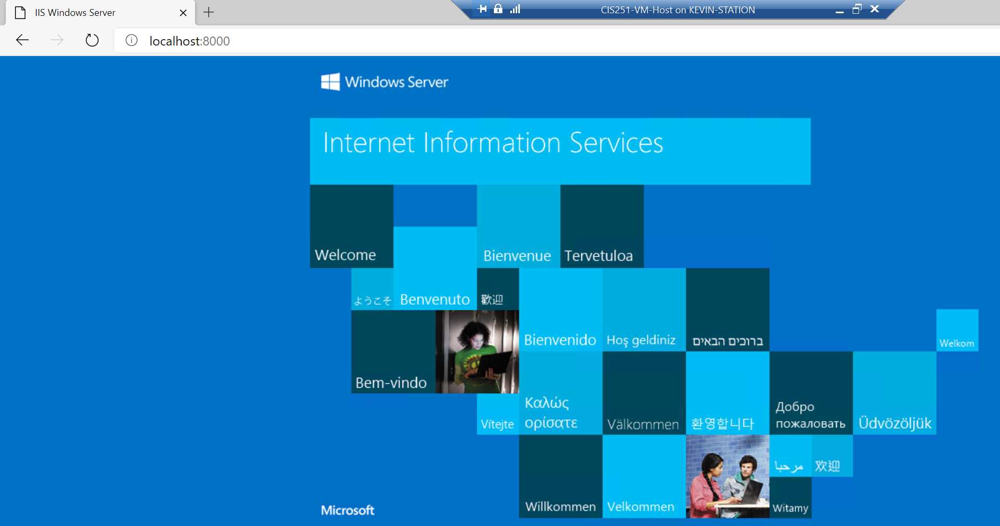 IIS Windows Server
CIS251-VM-Host on KEVIN-STATION
localhost:8000
Windows Server
Internet Information Services
Welcome
Bienvenue
Tervetuloa
ようこそ
Benvenuto
歡迎
Bienvenido
Hoş geldiniz
ברוכים הבאים
Welkom
Bem-vindo
Vítejte
Καλώς
ορίσατε
Välkommen
환영합니다
Добро
пожаловать
Üdvözöljük
مرحبا
欢迎
Willkommen
Velkommen
Witamy
Microsoft